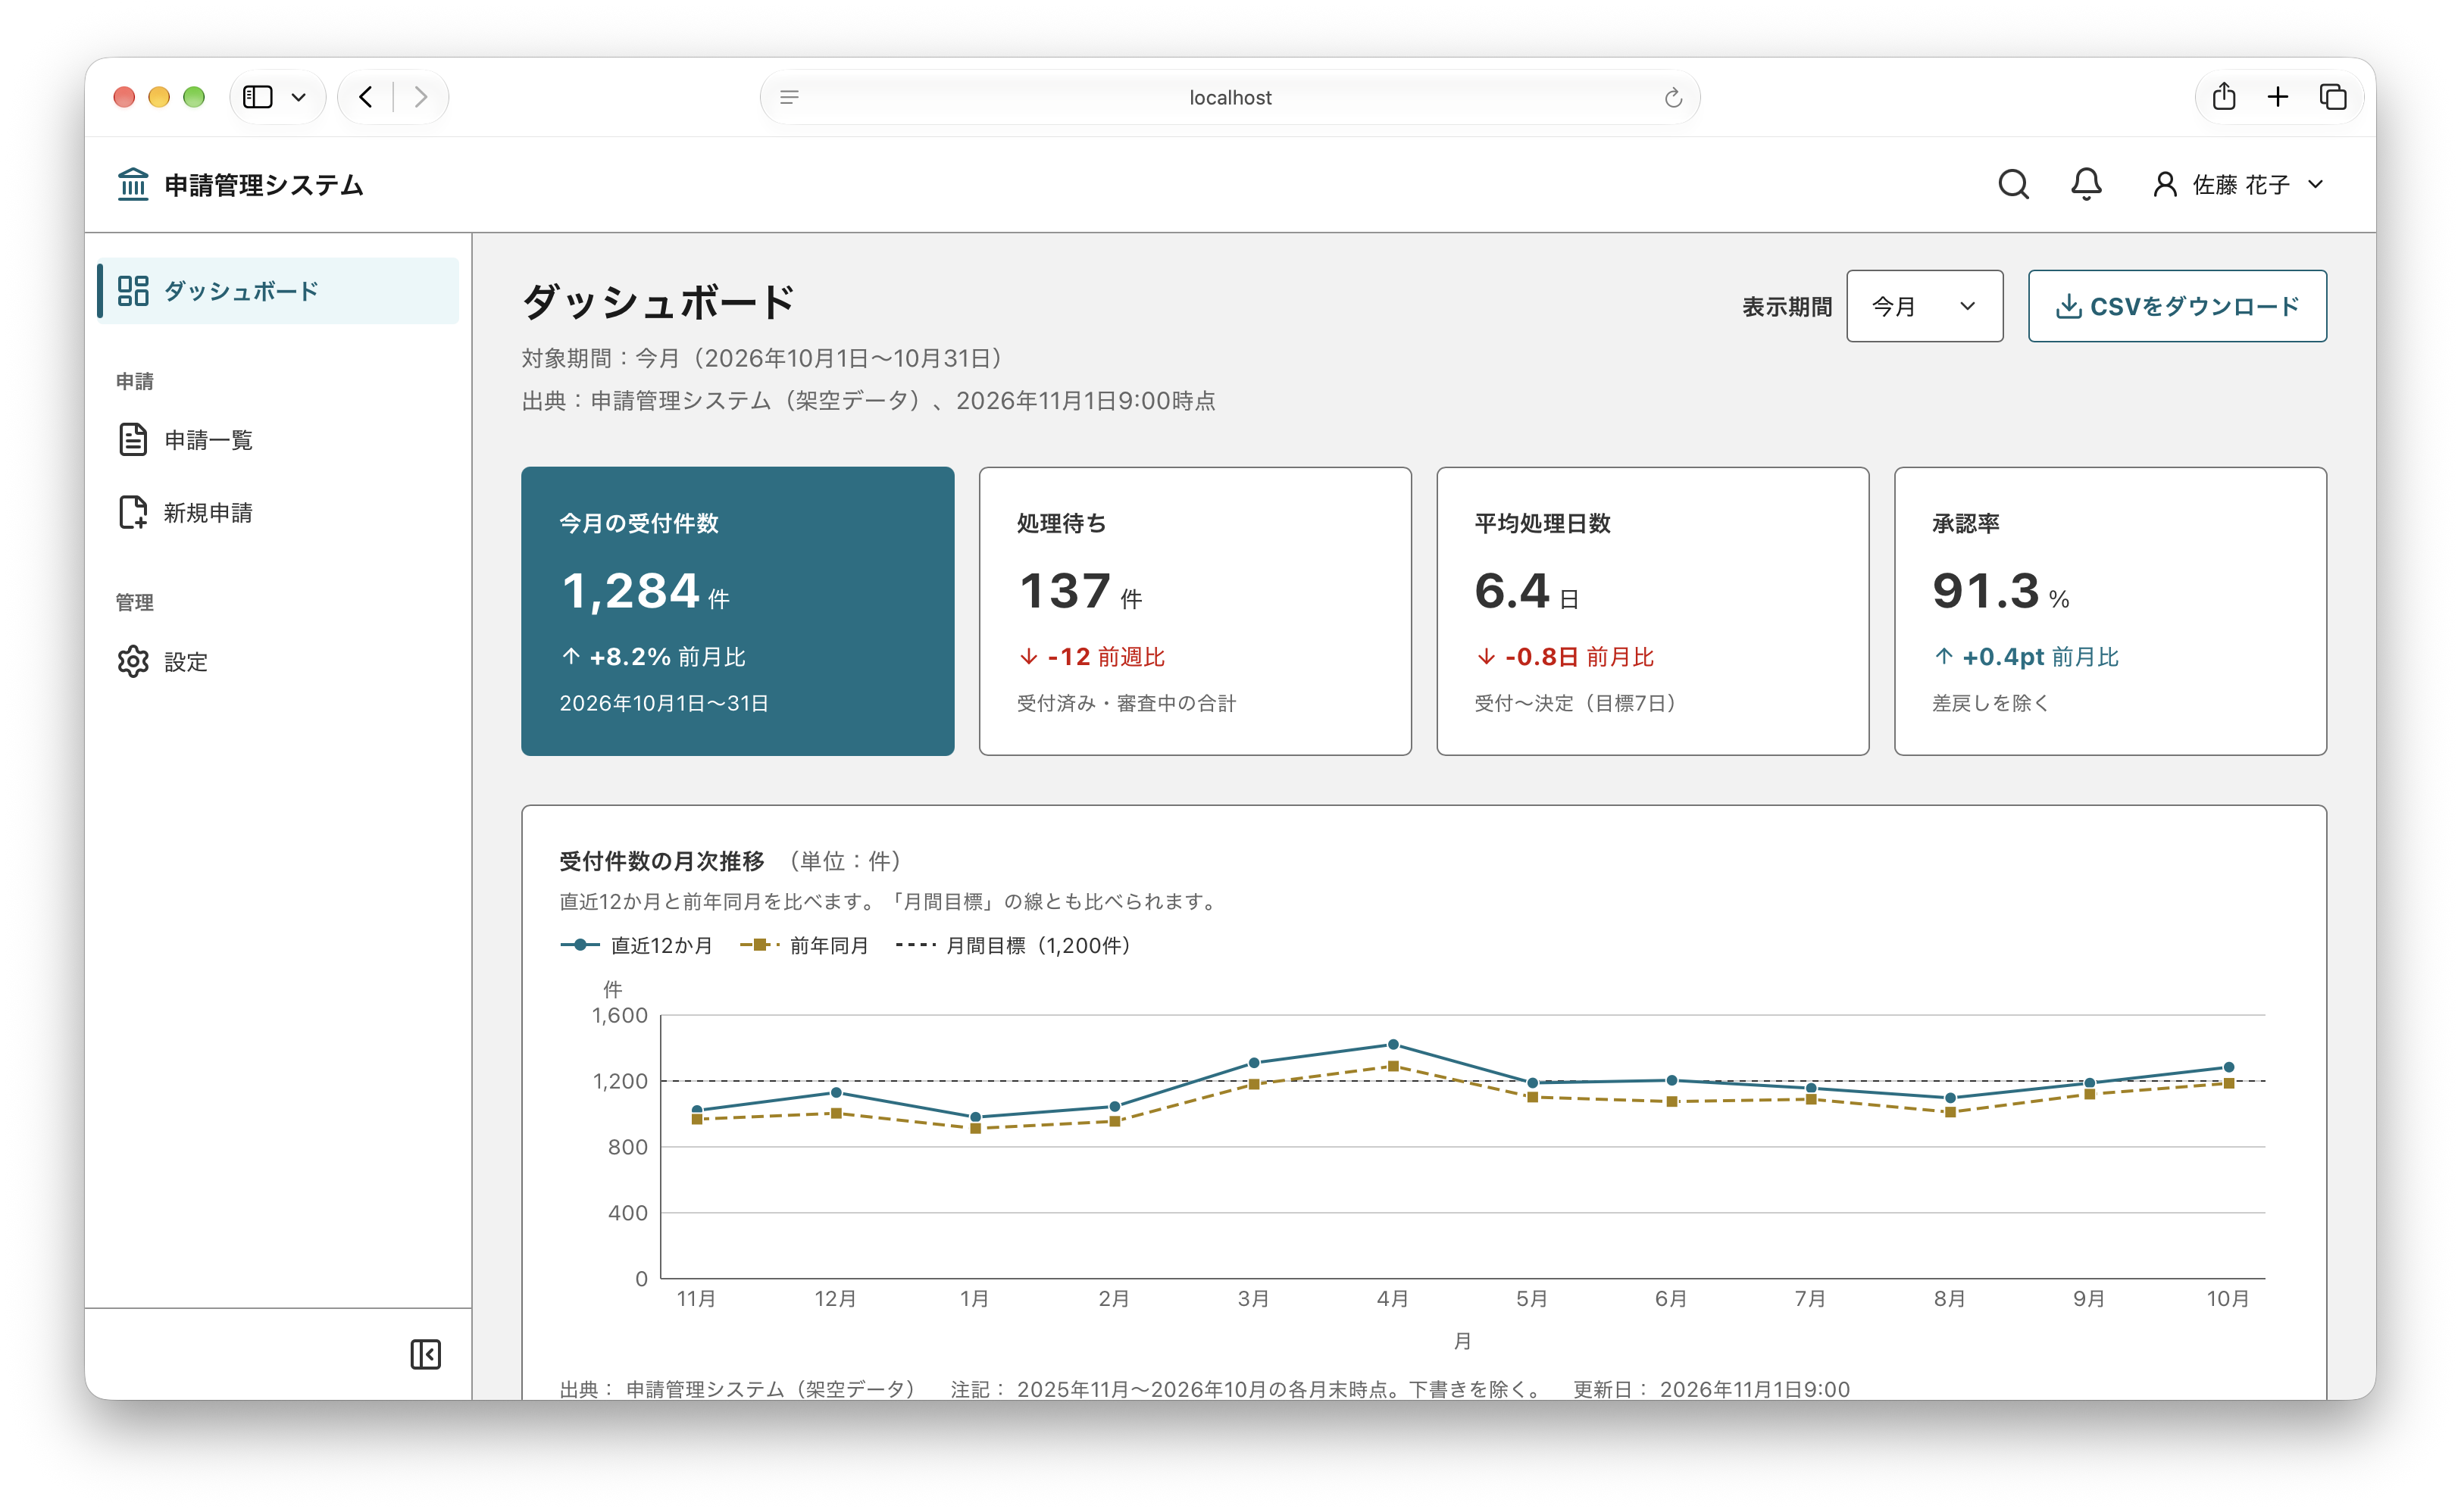 localhost
申請管理システム
佐藤 花子
ダッシュボード
申請
申請一覧
新規申請
管理
設定
ダッシュボード
対象期間：今月（2026年10月1日～10月31日）
出典：申請管理システム（架空データ）、2026年11月1日9:00時点
表示期間
今月
CSVをダウンロード
今月の受付件数
1,284 件
↑ +8.2% 前月比
2026年10月1日～31日
処理待ち
137 件
↓ -12 前週比
受付済み・審査中の合計
平均処理日数
6.4 日
↓ -0.8日 前月比
受付～決定（目標7日）
承認率
91.3 %
↑ +0.4pt 前月比
差戻しを除く
受付件数の月次推移 （単位：件）
直近12か月と前年同月を比べます。「月間目標」の線とも比べられます。
直近12か月 前年同月 月間目標（1,200件）
件
1,600
1,200
800
400
0
11月 12月 1月 2月 3月 4月 5月 6月 7月 8月 9月 10月
月
出典： 申請管理システム（架空データ） 注記： 2025年11月～2026年10月の各月末時点。下書きを除く。 更新日： 2026年11月1日9:00